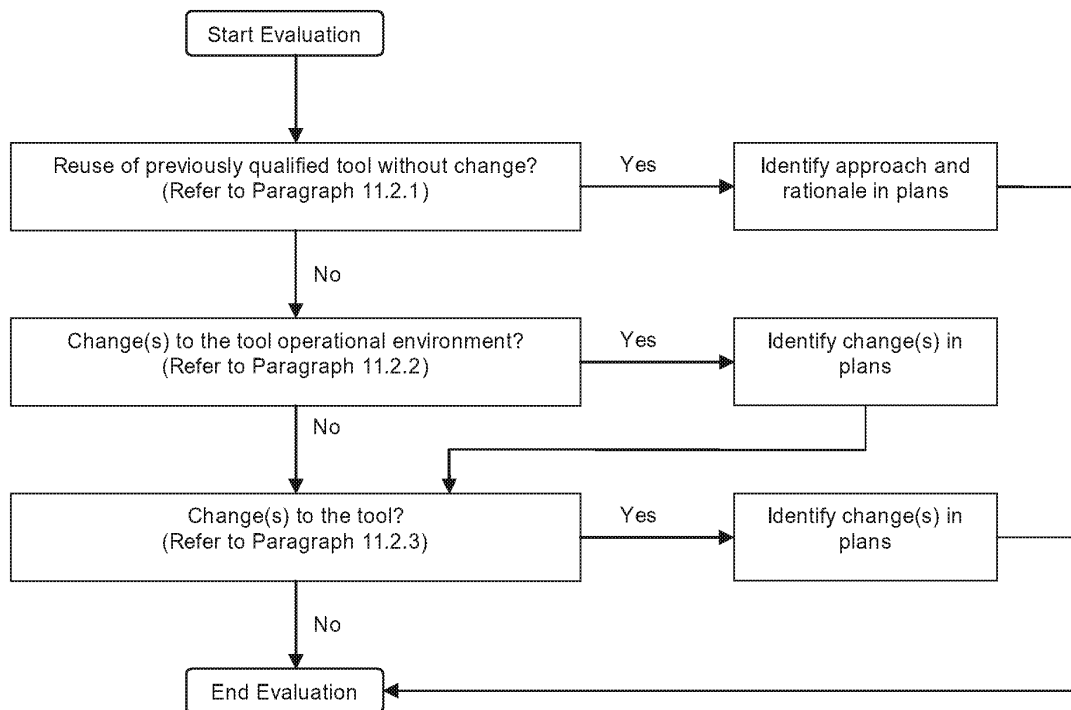 Start Evaluation
Reuse of previously qualified tool without change?
(Refer to Paragraph 11.2.1)
Yes
Identify approach and
rationale in plans
No
Change(s) to the tool operational environment?
(Refer to Paragraph 11.2.2)
Yes
Identify change(s) in
plans
No
Change(s) to the tool?
(Refer to Paragraph 11.2.3)
Yes
Identify change(s) in
plans
No
End Evaluation